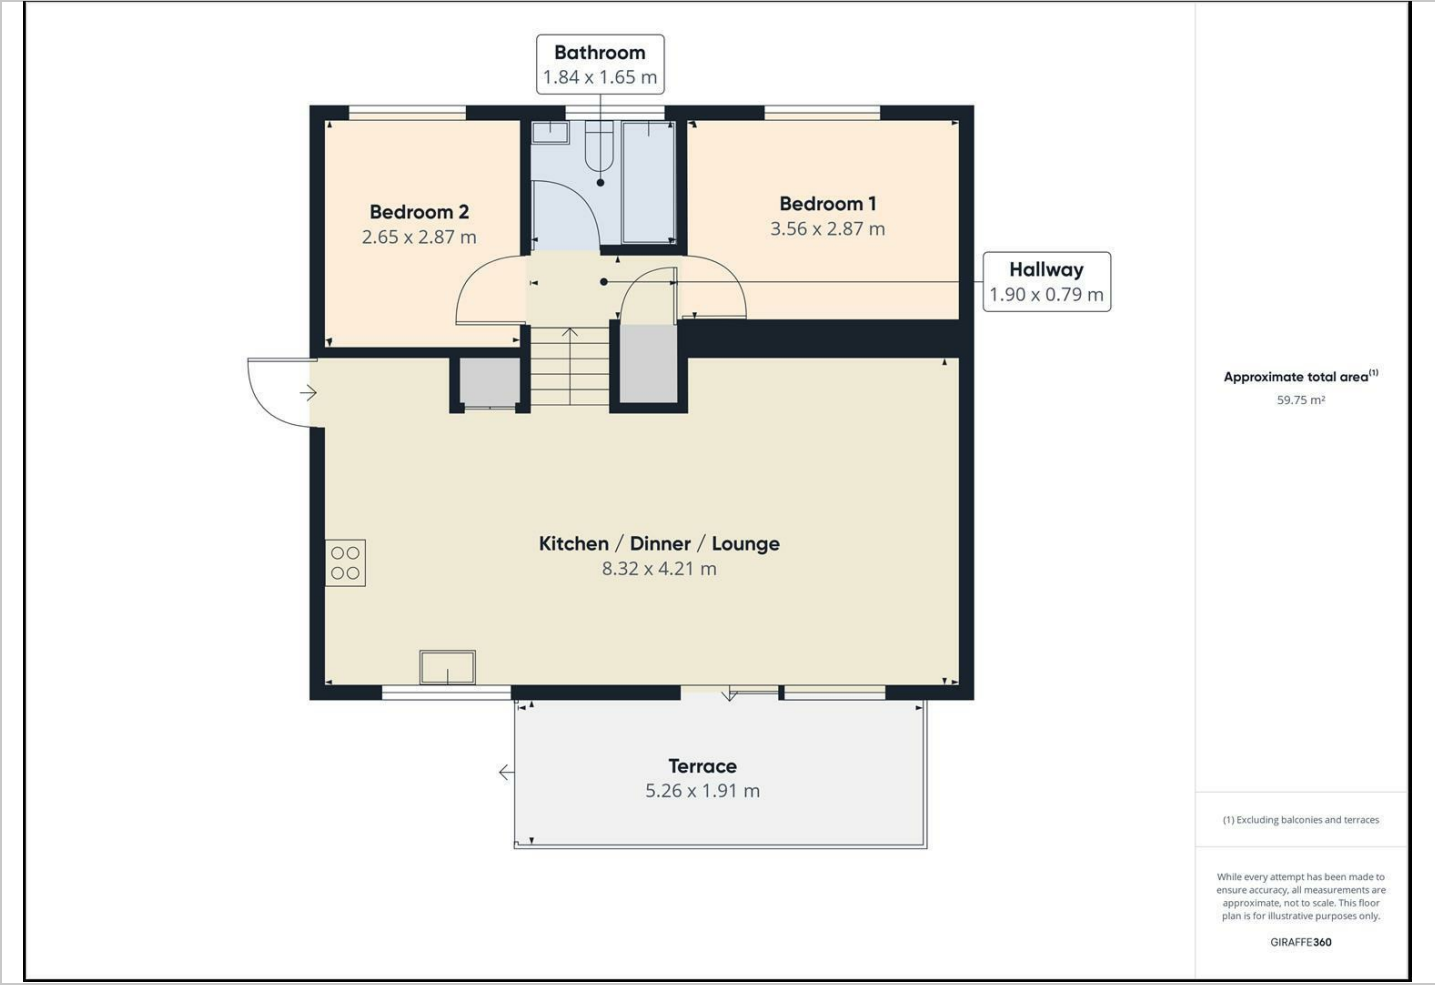 Bathroom
1.84 x 1.65 m
Bedroom 2
2.65 x 2.87 m
Bedroom 1
3.56 x 2.87 m
Hallway
1.90 x 0.79 m
Kitchen / Dinner / Lounge
8.32 x 4.21 m
Terrace
5.26 x 1.91 m
Approximate total area(1)
59.75 m²
(1) Excluding balconies and terraces
While every attempt has been made to
ensure accuracy, all measurements are
approximate, not to scale. This floor
plan is for illustrative purposes only.
GIRAFFE360